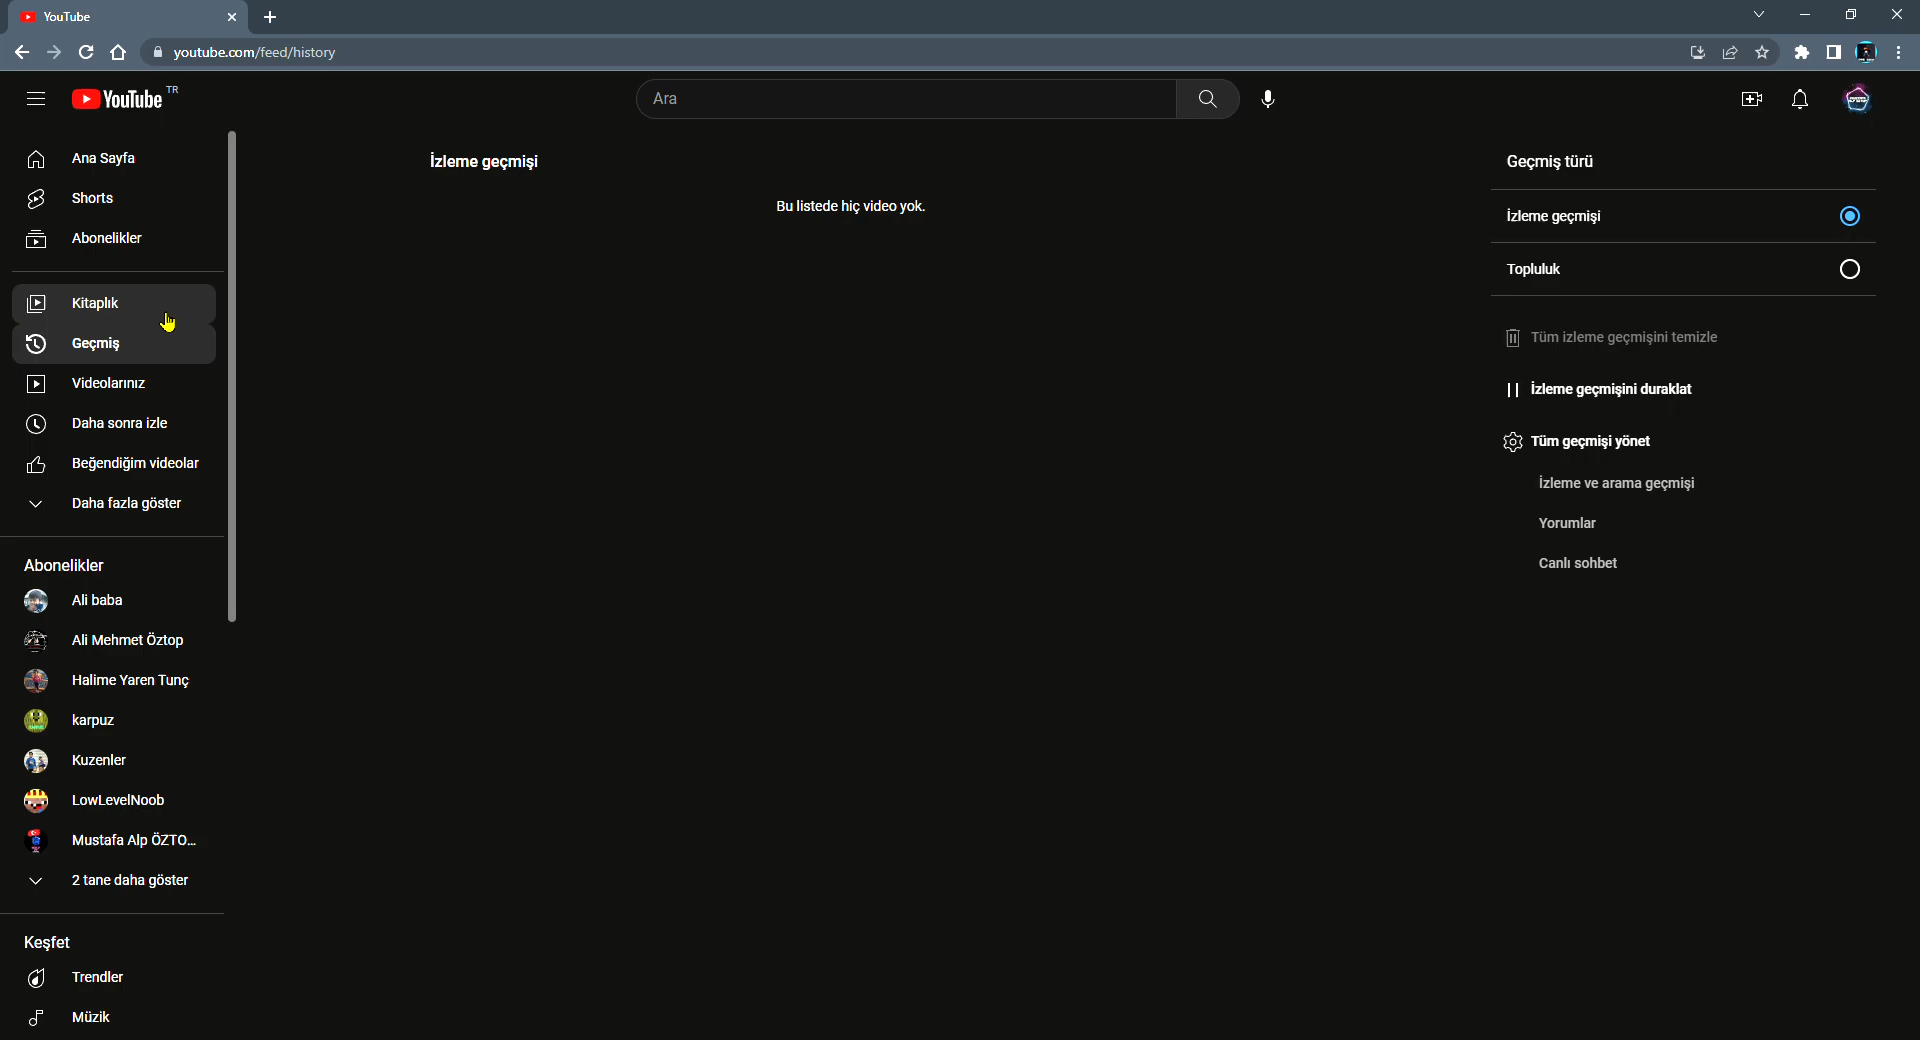 YouTube
youtube.com/feed/history
YouTube TR
Ara
Ana Sayfa
Shorts
Abonelikler
Kitaplık
Geçmiş
Videolarınız
Daha sonra izle
Beğendiğim videolar
Daha fazla göster
Abonelikler
Ali baba
Ali Mehmet Öztop
Halime Yaren Tunç
karpuz
Kuzenler
LowLevelNoob
Mustafa Alp ÖZTO...
2 tane daha göster
Keşfet
Trendler
Müzik
İzleme geçmişi
Bu listede hiç video yok.
Geçmiş türü
İzleme geçmişi
Topluluk
Tüm izleme geçmişini temizle
İzleme geçmişini duraklat
Tüm geçmişi yönet
İzleme ve arama geçmişi
Yorumlar
Canlı sohbet